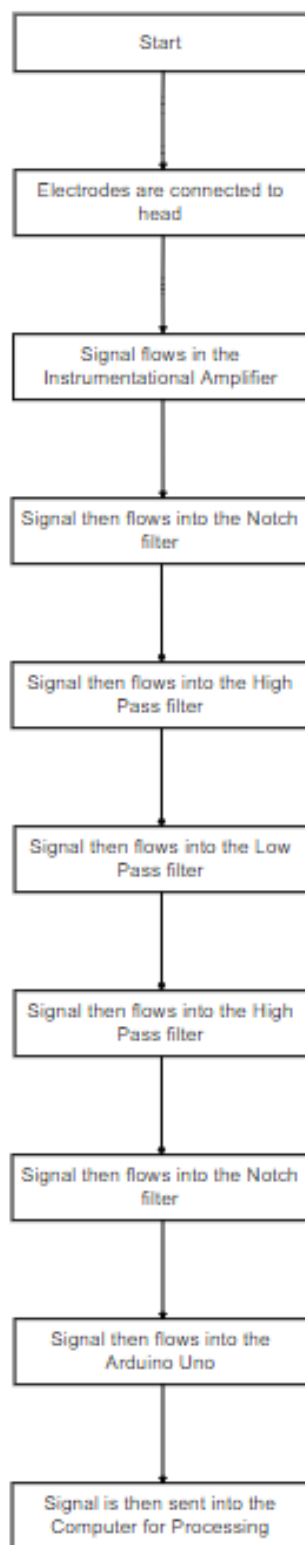 Start
Electrodes are connected to
head
Signal flows in the
Instrumentational Amplifier
Signal then flows into the Notch
filter
Signal then flows into the High
Pass filter
Signal then flows into the Low
Pass filter
Signal then flows into the High
Pass filter
Signal then flows into the Notch
filter
Signal then flows into the
Arduino Uno
Signal is then sent into the
Computer for Processing